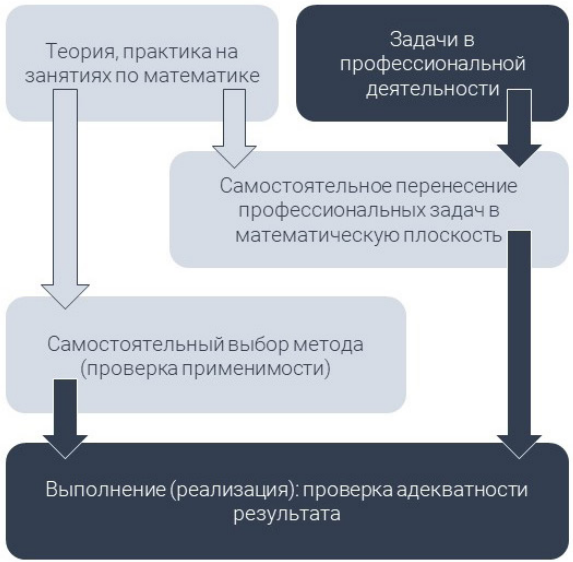 Теория, практика на
занятиях по математике
Задачи в
профессиональной
деятельности
Самостоятельное перенесение
профессиональных задач в
математическую плоскость
Самостоятельный выбор метода
(проверка применимости)
Выполнение (реализация): проверка адекватности
результата